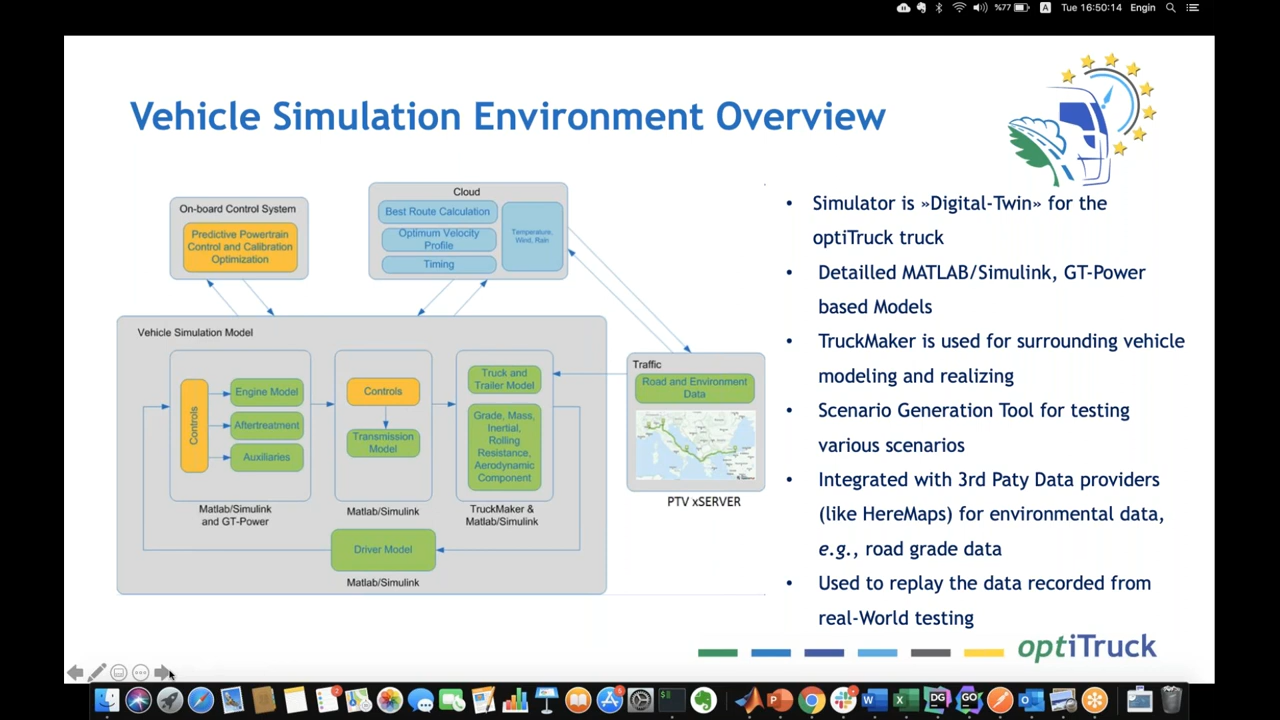 %77
A
Tue 16:50:14
Engin
Vehicle Simulation Environment Overview
On-board Control System
Predictive Powertrain
Control and Calibration
Optimization
Cloud
Best Route Calculation
Optimum Velocity
Profile
Timing
Temperature,
Wind, Rain
Vehicle Simulation Model
Controls
Engine Model
Aftertreatment
Auxiliaries
Matlab/Simulink
and GT-Power
Controls
Transmission
Model
Matlab/Simulink
Truck and
Trailer Model
Grade, Mass,
Inertial,
Rolling
Resistance,
Aerodynamic
Component
TruckMaker &
Matlab/Simulink
Driver Model
Matlab/Simulink
Traffic
Road and Environment
Data
PTV xSERVER
• Simulator is »Digital-Twin» for the
optiTruck truck
• Detailled MATLAB/Simulink, GT-Power
based Models
• TruckMaker is used for surrounding vehicle
modeling and realizing
• Scenario Generation Tool for testing
various scenarios
• Integrated with 3rd Paty Data providers
(like HereMaps) for environmental data,
e.g., road grade data
• Used to replay the data recorded from
real-World testing
optiTruck
DG
GO